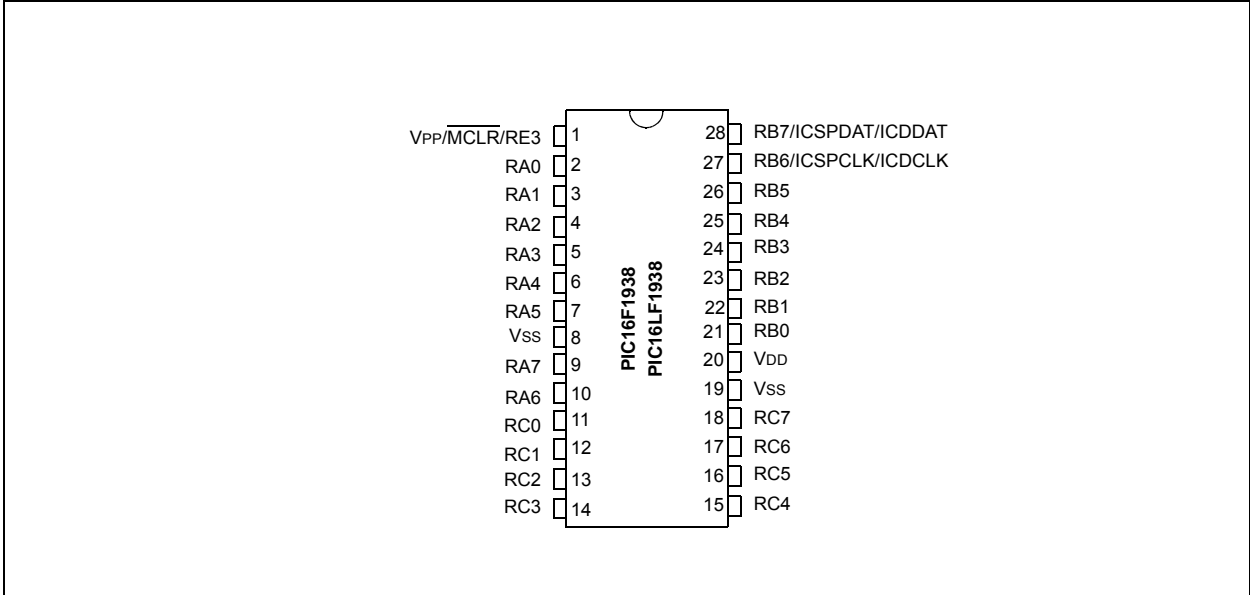 VPP/MCLR/RE3 1
RA0 2
RA1 3
RA2 4
RA3 5
RA4 6
RA5 7
VSS 8
RA7 9
RA6 10
RC0 11
RC1 12
RC2 13
RC3 14
PIC16F1938
PIC16LF1938
28 RB7/ICSPDAT/ICDDAT
27 RB6/ICSPCLK/ICDCLK
26 RB5
25 RB4
24 RB3
23 RB2
22 RB1
21 RB0
20 VDD
19 VSS
18 RC7
17 RC6
16 RC5
15 RC4